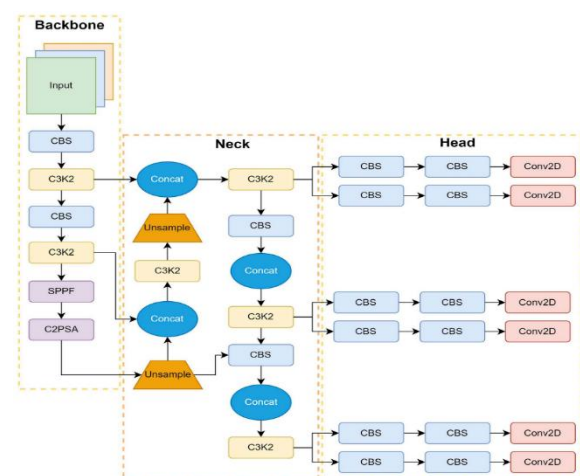 Backbone
Input
CBS
C3K2
CBS
C3K2
SPPF
C2PSA
Neck
Concat
Unsample
C3K2
Concat
Unsample
C3K2
CBS
Concat
C3K2
CBS
Concat
C3K2
Head
CBS CBS Conv2D
CBS CBS Conv2D
CBS CBS Conv2D
CBS CBS Conv2D
CBS CBS Conv2D
CBS CBS Conv2D